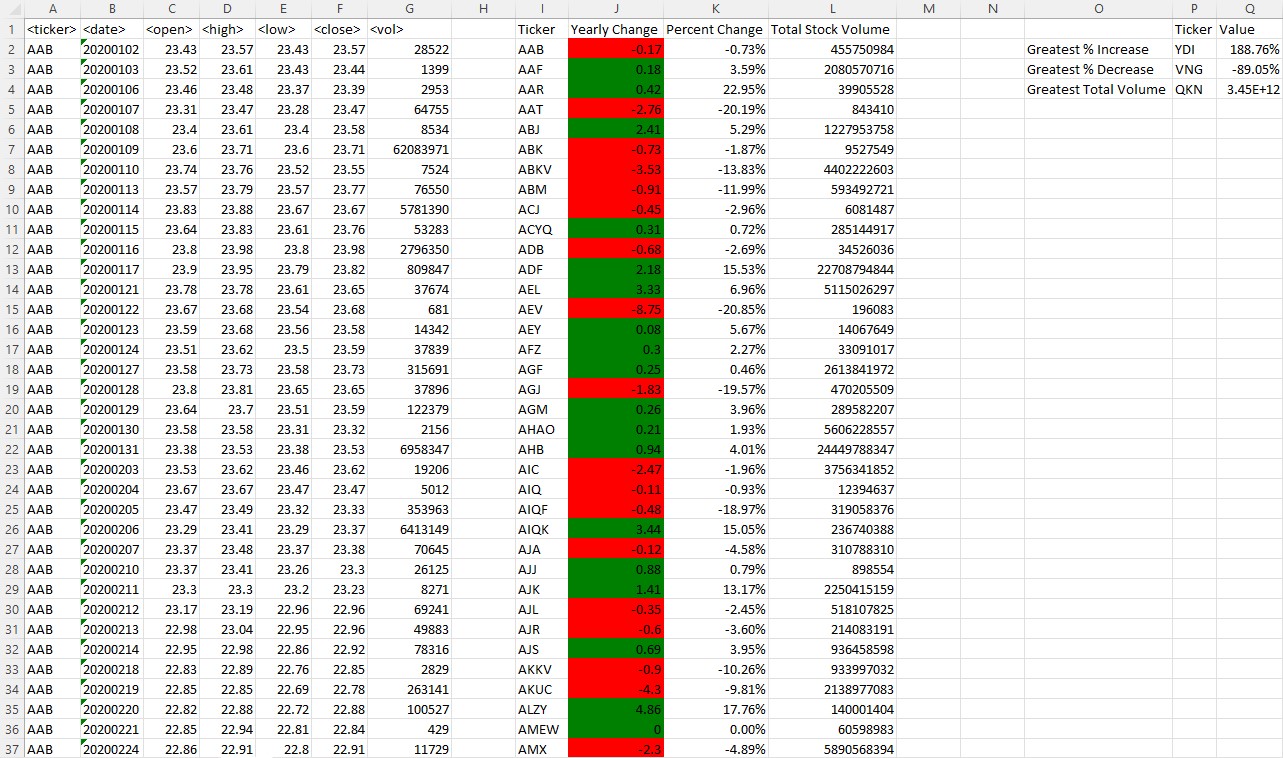 A B C D E F G H I J K L M N O P Q
1 <ticker> <date> <open> <high> <low> <close> <vol> Ticker Yearly Change Percent Change Total Stock Volume Ticker Value
2 AAB 20200102 23.43 23.57 23.43 23.57 28522 AAB -0.17 -0.73% 455750984 Greatest % Increase YDI 188.76%
3 AAB 20200103 23.52 23.61 23.43 23.44 1399 AAF 0.18 3.59% 2080570716 Greatest % Decrease VNG -89.05%
4 AAB 20200106 23.46 23.48 23.37 23.39 2953 AAR 0.42 22.95% 39905528 Greatest Total Volume QKN 3.45E+12
5 AAB 20200107 23.31 23.47 23.28 23.47 64755 AAT -2.76 -20.19% 843410
6 AAB 20200108 23.4 23.61 23.4 23.58 8534 ABJ 2.41 5.29% 1227953758
7 AAB 20200109 23.6 23.71 23.6 23.71 62083971 ABK -0.73 -1.87% 9527549
8 AAB 20200110 23.74 23.76 23.52 23.55 7524 ABKV -3.53 -13.83% 4402222603
9 AAB 20200113 23.57 23.79 23.57 23.77 76550 ABM -0.91 -11.99% 593492721
10 AAB 20200114 23.83 23.88 23.67 23.67 5781390 ACJ -0.45 -2.96% 6081487
11 AAB 20200115 23.64 23.83 23.61 23.76 53283 ACYQ 0.31 0.72% 285144917
12 AAB 20200116 23.8 23.98 23.8 23.98 2796350 ADB -0.68 -2.69% 34526036
13 AAB 20200117 23.9 23.95 23.79 23.82 809847 ADF 2.18 15.53% 22708794844
14 AAB 20200121 23.78 23.78 23.61 23.65 37674 AEL 3.33 6.96% 5115026297
15 AAB 20200122 23.67 23.68 23.54 23.68 681 AEV -8.75 -20.85% 196083
16 AAB 20200123 23.59 23.68 23.56 23.58 14342 AEY 0.08 5.67% 14067649
17 AAB 20200124 23.51 23.62 23.5 23.59 37839 AFZ 0.3 2.27% 33091017
18 AAB 20200127 23.58 23.73 23.58 23.73 315691 AGF 0.25 0.46% 2613841972
19 AAB 20200128 23.8 23.81 23.65 23.65 37896 AGJ -1.83 -19.57% 470205509
20 AAB 20200129 23.64 23.7 23.51 23.59 122379 AGM 0.26 3.96% 289582207
21 AAB 20200130 23.58 23.58 23.31 23.32 2156 AHAO 0.21 1.93% 5606228557
22 AAB 20200131 23.38 23.53 23.38 23.53 6958347 AHB 0.94 4.01% 24449788347
23 AAB 20200203 23.53 23.62 23.46 23.62 19206 AIC -2.47 -1.96% 3756341852
24 AAB 20200204 23.67 23.67 23.47 23.47 5012 AIQ -0.11 -0.93% 12394637
25 AAB 20200205 23.47 23.49 23.32 23.33 353963 AIQF -0.48 -18.97% 319058376
26 AAB 20200206 23.29 23.41 23.29 23.37 6413149 AIQK 3.44 15.05% 236740388
27 AAB 20200207 23.37 23.48 23.37 23.38 70645 AJA -0.12 -4.58% 310788310
28 AAB 20200210 23.37 23.41 23.26 23.3 26125 AJJ 0.88 0.79% 898554
29 AAB 20200211 23.3 23.3 23.2 23.23 8271 AJK 1.41 13.17% 2250415159
30 AAB 20200212 23.17 23.19 22.96 22.96 69241 AJL -0.35 -2.45% 518107825
31 AAB 20200213 22.98 23.04 22.95 22.96 49883 AJR -0.6 -3.60% 214083191
32 AAB 20200214 22.95 22.98 22.86 22.92 78316 AJS 0.69 3.95% 936458598
33 AAB 20200218 22.83 22.89 22.76 22.85 2829 AKKV -0.9 -10.26% 933997032
34 AAB 20200219 22.85 22.85 22.69 22.78 263141 AKUC -4.3 -9.81% 2138977083
35 AAB 20200220 22.82 22.88 22.72 22.88 100527 ALZY 4.86 17.76% 140001404
36 AAB 20200221 22.85 22.94 22.81 22.84 429 AMEW 0 0.00% 60598983
37 AAB 20200224 22.86 22.91 22.8 22.91 11729 AMX -2.3 -4.89% 5890568394